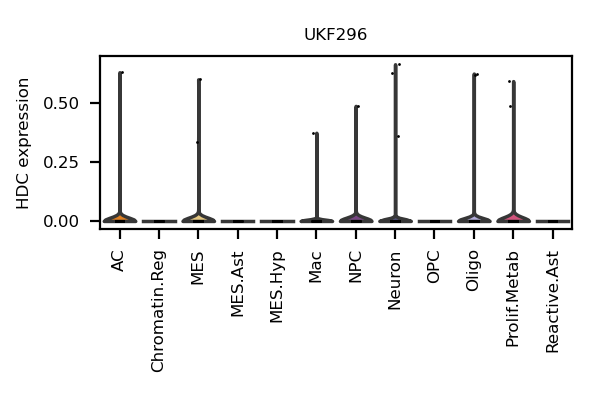 UKF296
HDC expression
0.50
0.25
0.00
AC
Chromatin.Reg
MES
MES.Ast
MES.Hyp
Mac
NPC
Neuron
OPC
Oligo
Prolif.Metab
Reactive.Ast